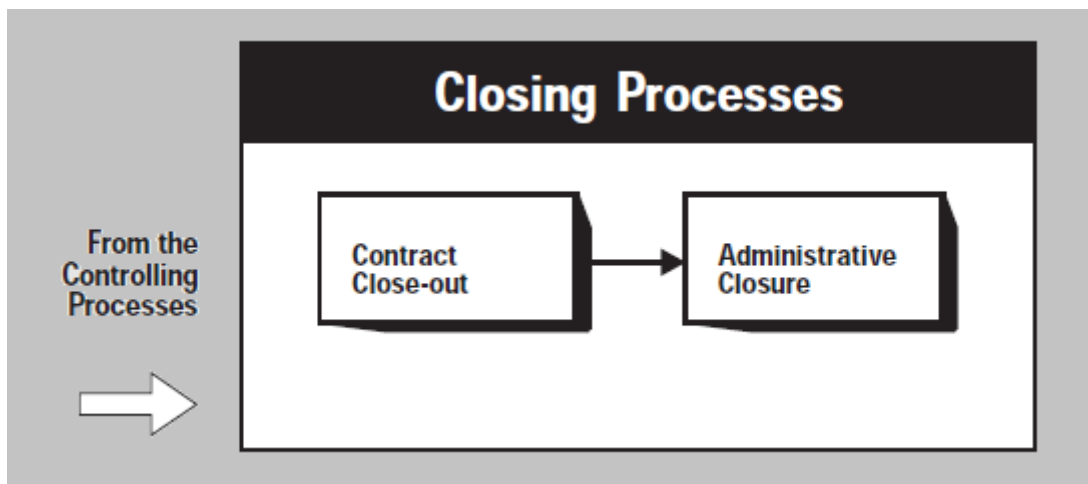 Closing Processes
From the
Controlling
Processes
Contract
Close-out
Administrative
Closure